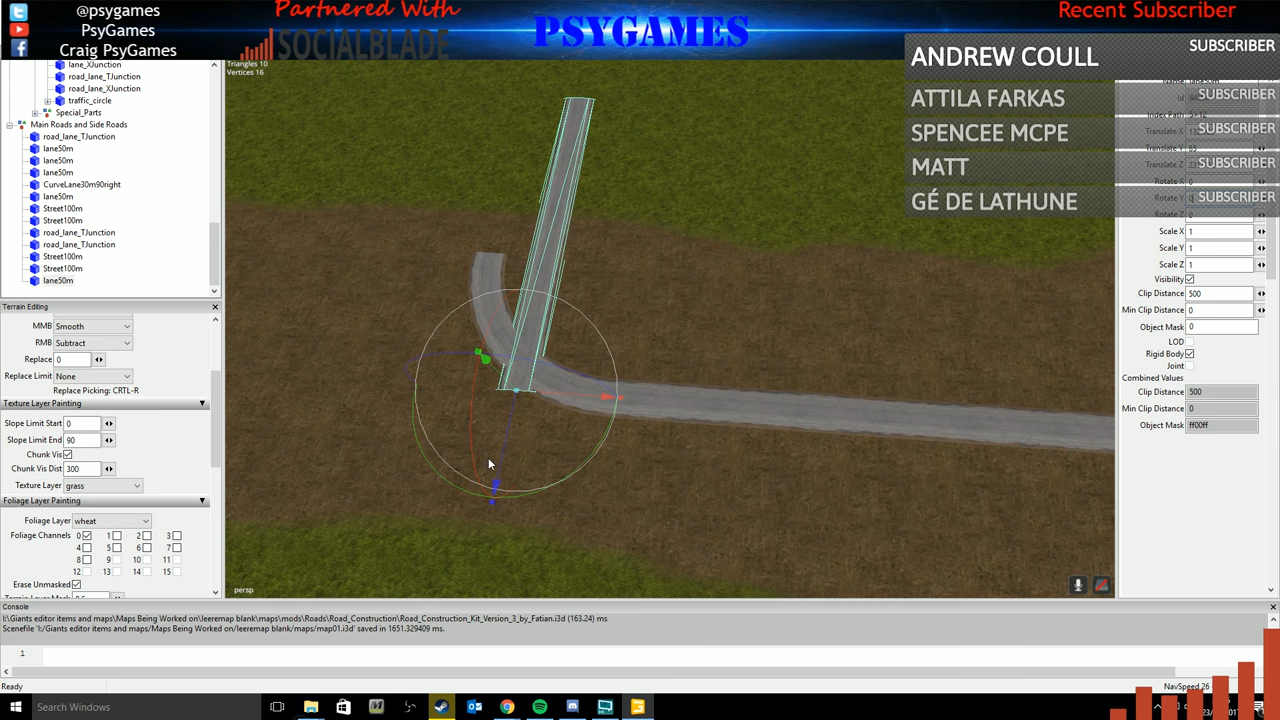 @psygames
PsyGames
Craig PsyGames
Partnered With
SOCIALBLADE
PSYGAMES
Recent Subscriber
ANDREW COULL
SUBSCRIBER
ATTILA FARKAS
SUBSCRIBER
SPENCEE MCPE
SUBSCRIBER
MATT
SUBSCRIBER
GÉ DE LATHUNE
SUBSCRIBER
lane_XJunction
road_lane_TJunction
road_lane_XJunction
traffic_circle
Special_Parts
Main Roads and Side Roads
road_lane_TJunction
lane50m
lane50m
lane50m
CurveLane30m90right
lane50m
Street100m
Street100m
road_lane_TJunction
road_lane_TJunction
Street100m
Street100m
lane50m
Triangles 10
Vertices 16
persp
Terrain Editing
MMB Smooth
RMB Subtract
Replace 0
Replace Limit None
Replace Picking: CRTL-R
Texture Layer Painting
Slope Limit Start 0
Slope Limit End 90
Chunk Vis
Chunk Vis Dist 300
Texture Layer grass
Foliage Layer Painting
Foliage Layer wheat
Foliage Channels 0 1 2 3
4 5 6 7
8 9 10 11
12 13 14 15
Erase Unmasked
Translate Y 85
Translate Z
Rotate X 0
Rotate Y 0
Rotate Z 0
Scale X 1
Scale Y 1
Scale Z 1
Visibility
Clip Distance 500
Min Clip Distance 0
Object Mask 0
LOD
Rigid Body
Joint
Combined Values
Clip Distance 500
Min Clip Distance 0
Object Mask ff00ff
Console
I:\Giants editor items and maps\Maps Being Worked on\leeremap blank\maps\mods\Roads\Road_Construction\Road_Construction_Kit_Version_3_by_Fatian.i3d (163.24) ms
Scenefile 'I:/Giants editor items and maps/Maps Being Worked on/leeremap blank/maps/map01.i3d' saved in 1651.329409 ms.
1
Ready
NavSpeed 26
Search Windows